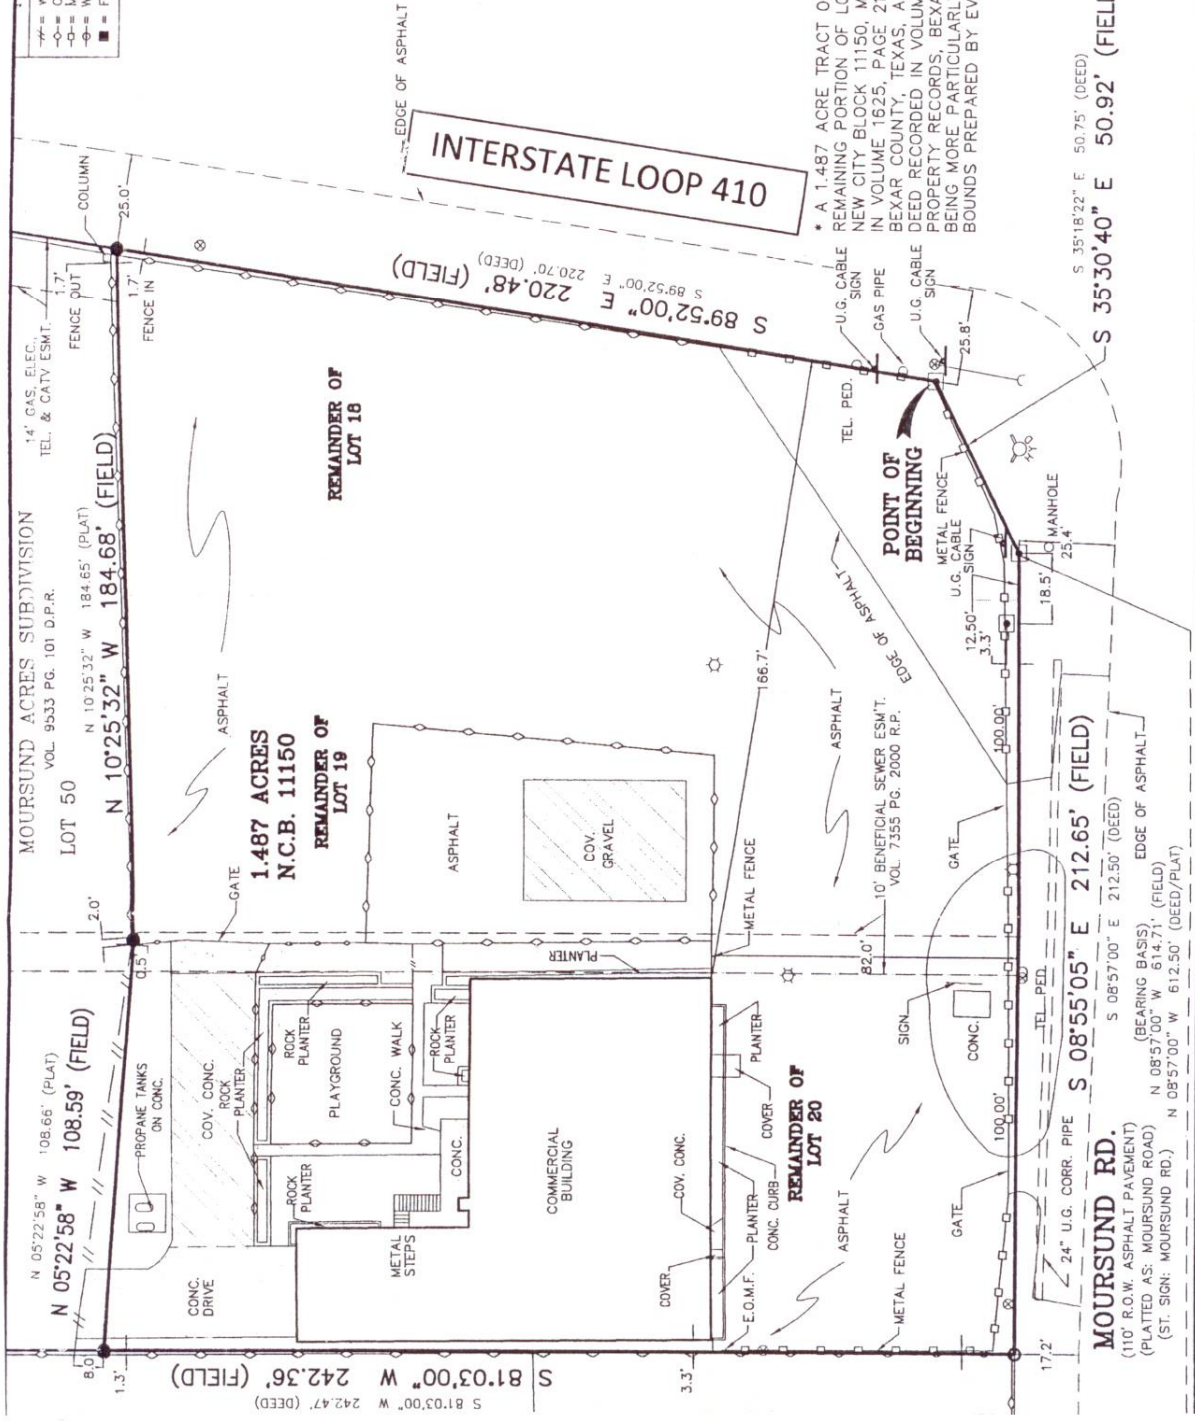 EDGE OF ASPHALT
INTERSTATE LOOP 410
* A 1.487 ACRE TRACT O
REMAINING PORTION OF LO
NEW CITY BLOCK 11150, M
IN VOLUME 1625, PAGE 21
BEXAR COUNTY, TEXAS, A
DEED RECORDED IN VOLUM
PROPERTY RECORDS, BEXA
BEING MORE PARTICULARL
BOUNDS PREPARED BY EV
S 35°18'22" E 50.75' (DEED)
S 35°30'40" E 50.92' (FIEL
COLUMN
25.0'
1.7'
FENCE OUT
1.7'
FENCE IN
14' GAS, ELEC.,
TEL. & CATV ESMT.
MOURSUND ACRES SUBDIVISION
VOL. 9533 PG. 101 D.P.R.
LOT 50
N 10°25'32" W 184.65' (PLAT)
N 10°25'32" W 184.68' (FIELD)
S 89°52'00" E 220.48' (FIELD)
S 89°52'00" E 220.70' (DEED)
REMAINDER OF
LOT 18
U.G. CABLE
SIGN
GAS PIPE
U.G. CABLE
SIGN
TEL. PED.
25.8'
POINT OF
BEGINNING
METAL FENCE
U.G. CABLE
SIGN
MANHOLE
25.4'
18.5'
12.50'
3.3'
ASPHALT
1.487 ACRES
N.C.B. 11150
REMAINDER OF
LOT 19
ASPHALT
COV.
GRAVEL
166.7'
EDGE OF ASPHALT
ASPHALT
GATE
METAL FENCE
10' BENEFICIAL SEWER ESM'T.
VOL. 7355 PG. 2000 R.P.
100.00'
GATE
2.0'
0.5'
PLANTER
82.0'
N 05°22'58" W 108.66' (PLAT)
N 05°22'58" W 108.59' (FIELD)
PROPANE TANKS
ON CONC.
COV. CONC.
ROCK
PLANTER
ROCK
PLANTER
PLAYGROUND
CONC. WALK
ROCK
PLANTER
ROCK
PLANTER
CONC.
METAL
STEPS
CONC.
DRIVE
COMMERCIAL
BUILDING
COV. CONC.
COVER
E.O.M.F.
PLANTER
CONC. CURB
COVER
PLANTER
REMAINDER OF
LOT 20
ASPHALT
METAL FENCE
SIGN
CONC.
TEL. PED.
100.00'
GATE
8.0'
1.3'
3.3'
17.2'
S 81°03'00" W 242.36' (FIELD)
S 81°03'00" W 242.47' (DEED)
24" U.G. CORR. PIPE
S 08°55'05" E 212.65' (FIELD)
S 08°57'00" E 212.50' (DEED)
EDGE OF ASPHALT
(BEARING BASIS)
N 08°57'00" W 614.71' (FIELD)
N 08°57'00" W 612.50' (DEED/PLAT)
MOURSUND RD.
(110' R.O.W. ASPHALT PAVEMENT)
(PLATTED AS: MOURSUND ROAD)
(ST. SIGN: MOURSUND RD.)